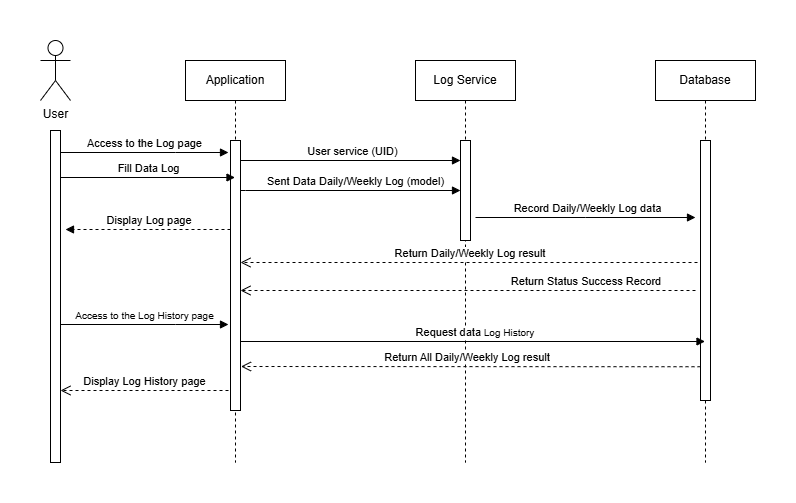 Application
Log Service
Database
User
Access to the Log page
User service (UID)
Fill Data Log
Sent Data Daily/Weekly Log (model)
Record Daily/Weekly Log data
Display Log page
Return Daily/Weekly Log result
Return Status Success Record
Access to the Log History page
Request data Log History
Return All Daily/Weekly Log result
Display Log History page